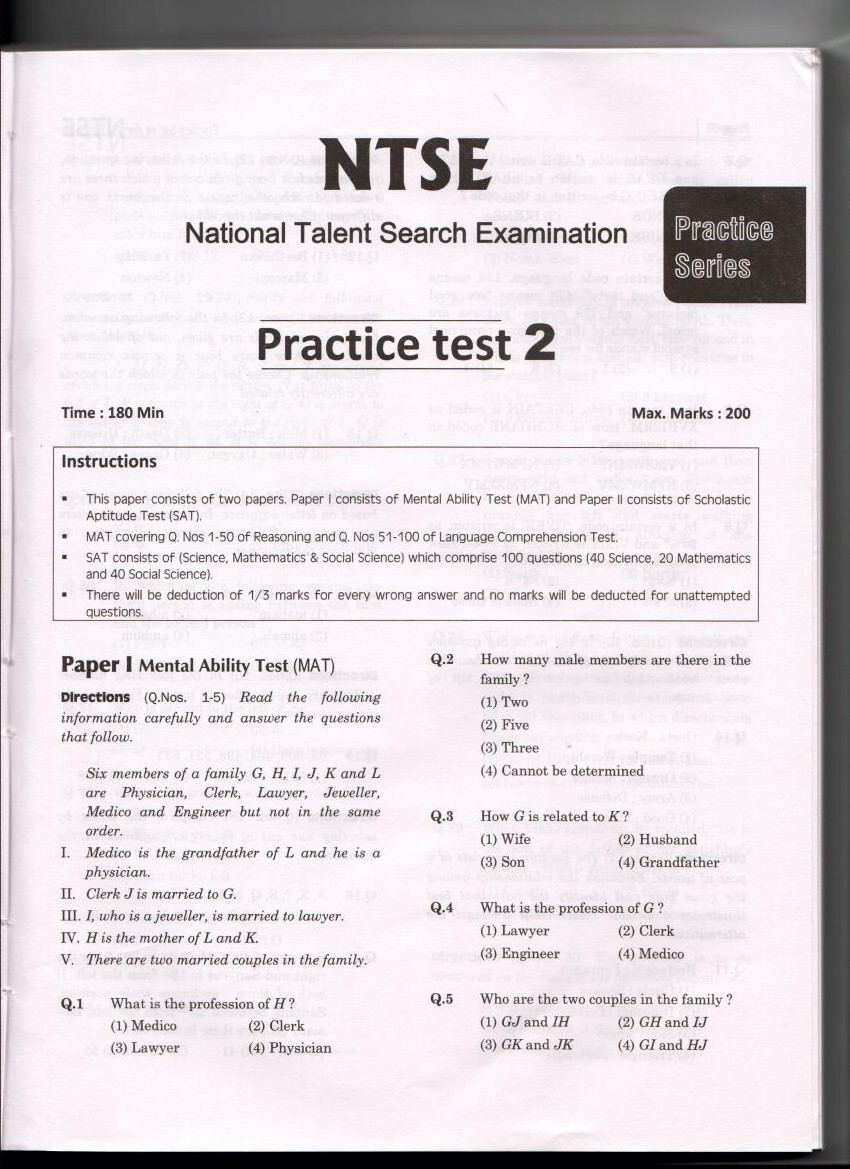 NTSE
National Talent Search Examination
Practice
Series
Practice test 2
Time : 180 Min
Max. Marks : 200
Instructions
▪ This paper consists of two papers. Paper I consists of Mental Ability Test (MAT) and Paper II consists of Scholastic
Aptitude Test (SAT).
▪ MAT covering Q. Nos 1-50 of Reasoning and Q. Nos 51-100 of Language Comprehension Test.
▪ SAT consists of (Science, Mathematics & Social Science) which comprise 100 questions (40 Science, 20 Mathematics
and 40 Social Science).
▪ There will be deduction of 1/3 marks for every wrong answer and no marks will be deducted for unattempted
questions.
Paper I Mental Ability Test (MAT)
Directions (Q.Nos. 1-5) Read the following
information carefully and answer the questions
that follow.
Six members of a family G, H, I, J, K and L
are Physician, Clerk, Lawyer, Jeweller,
Medico and Engineer but not in the same
order.
I. Medico is the grandfather of L and he is a
physician.
II. Clerk J is married to G.
III. I, who is a jeweller, is married to lawyer.
IV. H is the mother of L and K.
V. There are two married couples in the family.
Q.1 What is the profession of H ?
(1) Medico (2) Clerk
(3) Lawyer (4) Physician
Q.2 How many male members are there in the
family ?
(1) Two
(2) Five
(3) Three
(4) Cannot be determined
Q.3 How G is related to K ?
(1) Wife (2) Husband
(3) Son (4) Grandfather
Q.4 What is the profession of G ?
(1) Lawyer (2) Clerk
(3) Engineer (4) Medico
Q.5 Who are the two couples in the family ?
(1) GJ and IH (2) GH and IJ
(3) GK and JK (4) GI and HJ